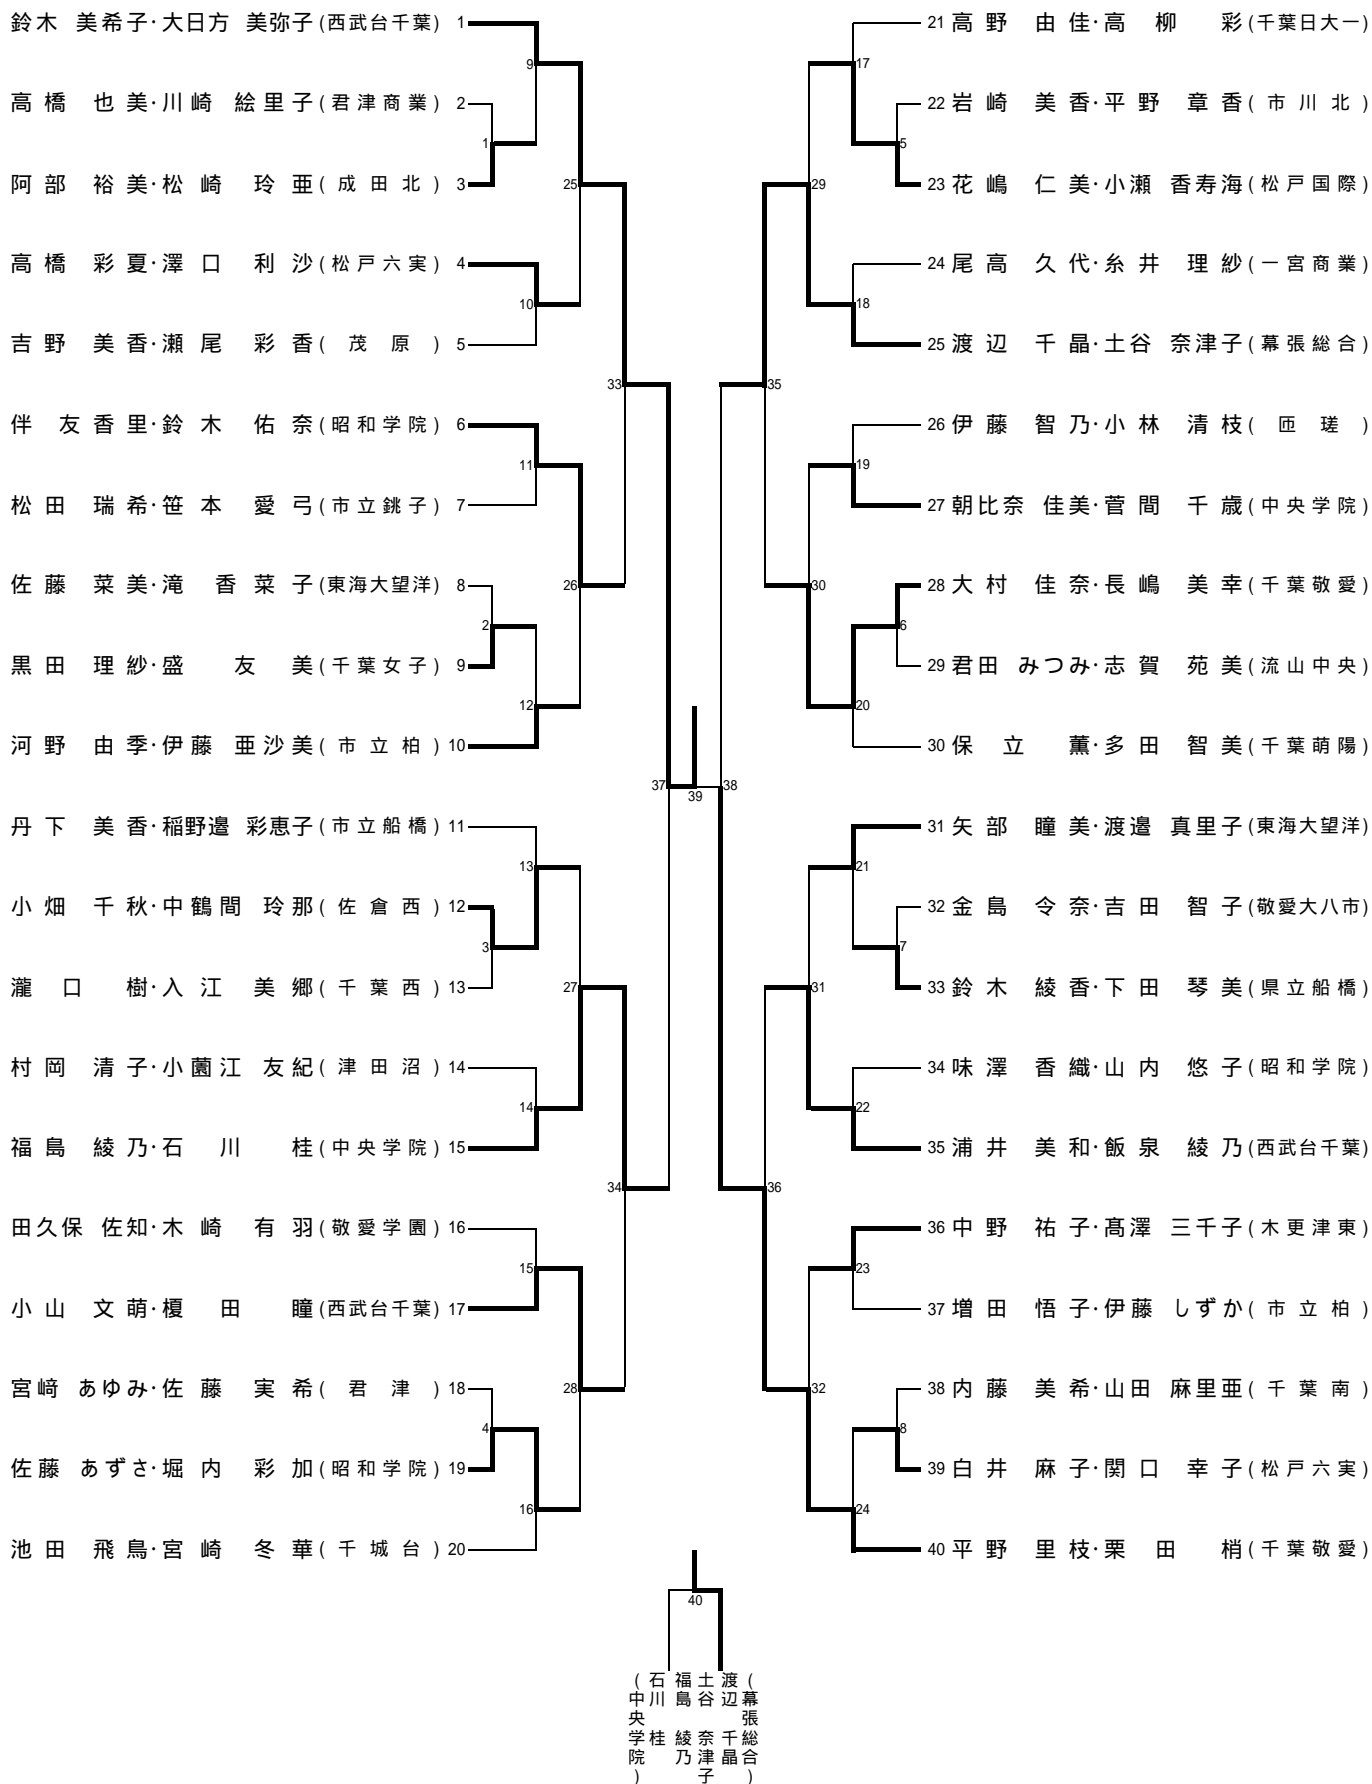 鈴木 美希子・大日方 美弥子(西武台千葉) 1
高橋 也美・川崎 絵里子(君津商業) 2
阿部 裕美・松崎 玲亜(成田北) 3
高橋 彩夏・澤口 利沙(松戸六実) 4
吉野 美香・瀬尾 彩香(茂原) 5
伴 友香里・鈴木 佑奈(昭和学院) 6
松田 瑞希・笹本 愛弓(市立銚子) 7
佐藤 菜美・滝 香菜子(東海大望洋) 8
黒田 理紗・盛 友美(千葉女子) 9
河野 由季・伊藤 亜沙美(市立柏) 10
丹下 美香・稲野邉 彩恵子(市立船橋) 11
小畑 千秋・中鶴間 玲那(佐倉西) 12
瀧口 樹・入江 美郷(千葉西) 13
村岡 清子・小薗江 友紀(津田沼) 14
福島 綾乃・石川 桂(中央学院) 15
田久保 佐知・木崎 有羽(敬愛学園) 16
小山 文萌・榎田 瞳(西武台千葉) 17
宮﨑 あゆみ・佐藤 実希(君津) 18
佐藤 あずさ・堀内 彩加(昭和学院) 19
池田 飛鳥・宮崎 冬華(千城台) 20
1
2
3
4
9
10
11
12
13
14
15
16
25
26
27
28
33
34
37
39
38
35
36
29
30
31
32
17
18
19
20
21
22
23
24
5
6
7
8
21 高野 由佳・高柳 彩(千葉日大一)
22 岩崎 美香・平野 章香(市川北)
23 花嶋 仁美・小瀬 香寿海(松戸国際)
24 尾高 久代・糸井 理紗(一宮商業)
25 渡辺 千晶・土谷 奈津子(幕張総合)
26 伊藤 智乃・小林 清枝(匝瑳)
27 朝比奈 佳美・菅間 千歳(中央学院)
28 大村 佳奈・長嶋 美幸(千葉敬愛)
29 君田 みつみ・志賀 苑美(流山中央)
30 保立 薫・多田 智美(千葉萌陽)
31 矢部 瞳美・渡邉 真里子(東海大望洋)
32 金島 令奈・吉田 智子(敬愛大八市)
33 鈴木 綾香・下田 琴美(県立船橋)
34 味澤 香織・山内 悠子(昭和学院)
35 浦井 美和・飯泉 綾乃(西武台千葉)
36 中野 祐子・髙澤 三千子(木更津東)
37 増田 悟子・伊藤 しずか(市立柏)
38 内藤 美希・山田 麻里亜(千葉南)
39 白井 麻子・関口 幸子(松戸六実)
40 平野 里枝・栗田 梢(千葉敬愛)
40
(幕張総合)
渡辺 千晶
土谷 奈津子
福島 綾乃
石川 桂
(中央学院)